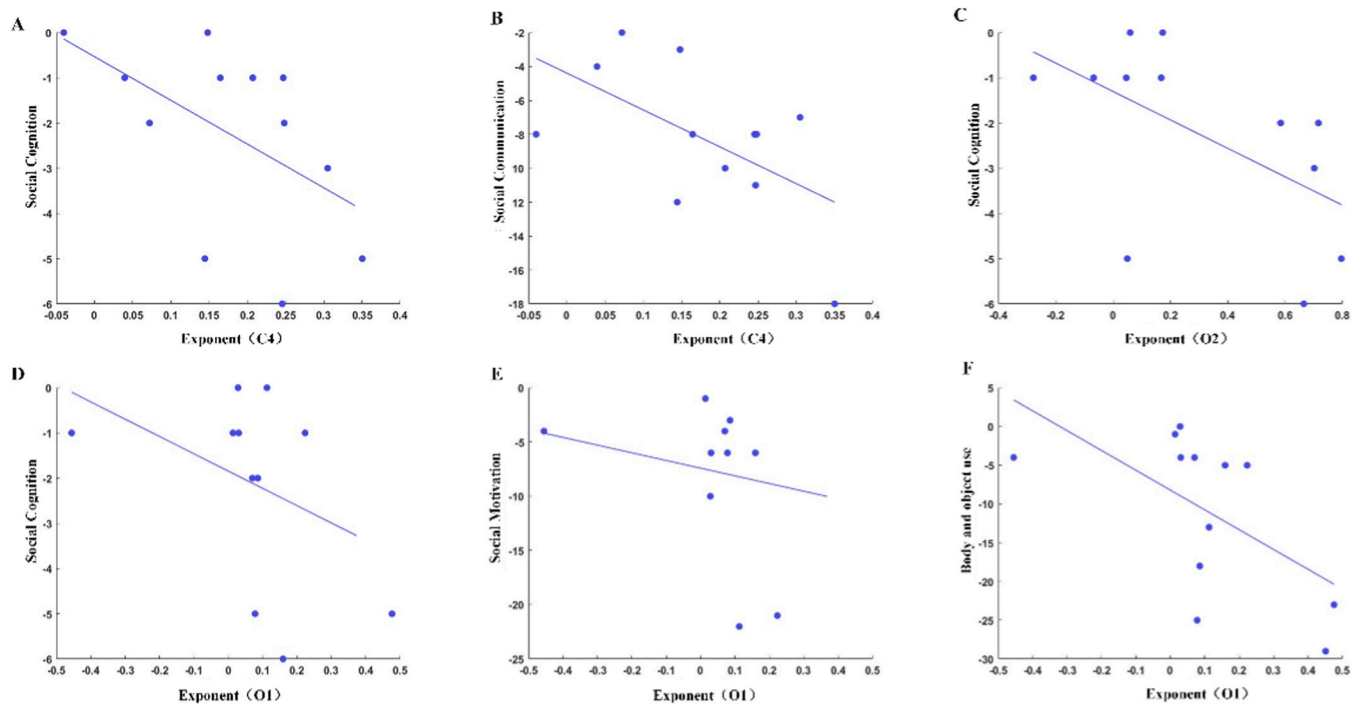 A
Social Cognition
0
-1
-2
-3
-4
-5
-6
-0.05 0 0.05 0.1 0.15 0.2 0.25 0.3 0.35 0.4
Exponent（C4）
B
Social Communication
-2
-4
-6
-8
-10
-12
-14
-16
-18
-0.05 0 0.05 0.1 0.15 0.2 0.25 0.3 0.35 0.4
Exponent（C4）
C
Social Cognition
0
-1
-2
-3
-4
-5
-6
-0.4 -0.2 0 0.2 0.4 0.6 0.8
Exponent（O2）
D
Social Cognition
0
-1
-2
-3
-4
-5
-6
-0.5 -0.4 -0.3 -0.2 -0.1 0 0.1 0.2 0.3 0.4 0.5
Exponent（O1）
E
Social Motivation
0
-5
-10
-15
-20
-25
-0.5 -0.4 -0.3 -0.2 -0.1 0 0.1 0.2 0.3 0.4 0.5
Exponent（O1）
F
Body and object use
5
0
-5
-10
-15
-20
-25
-30
-0.5 -0.4 -0.3 -0.2 -0.1 0 0.1 0.2 0.3 0.4 0.5
Exponent（O1）